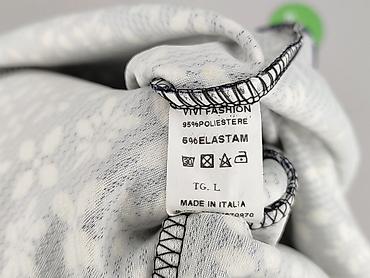 VIVI FASHION
95%POLIESTERE
5%ELASTAM
TG. L
MADE IN ITALIA